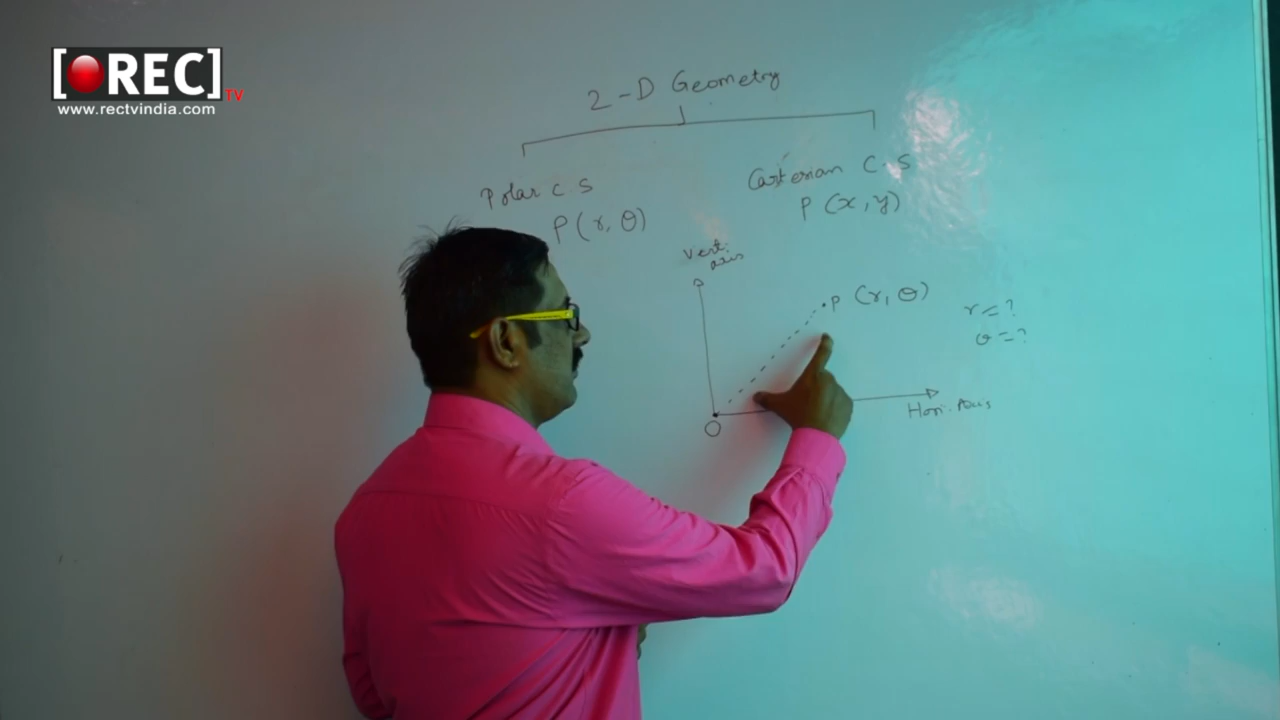 [REC]
TV
www.rectvindia.com
2-D Geometry
Polar C.S
P(r, θ)
Cartesian C.S
P(x, y)
Vert.
axis
P (r, θ)
r = ?
θ = ?
Hori. Axis
O